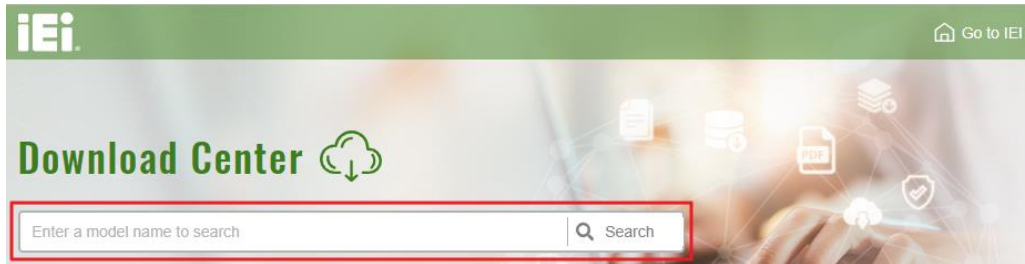 iEi.
Go to IEI
Download Center
Enter a model name to search
Search
PDF